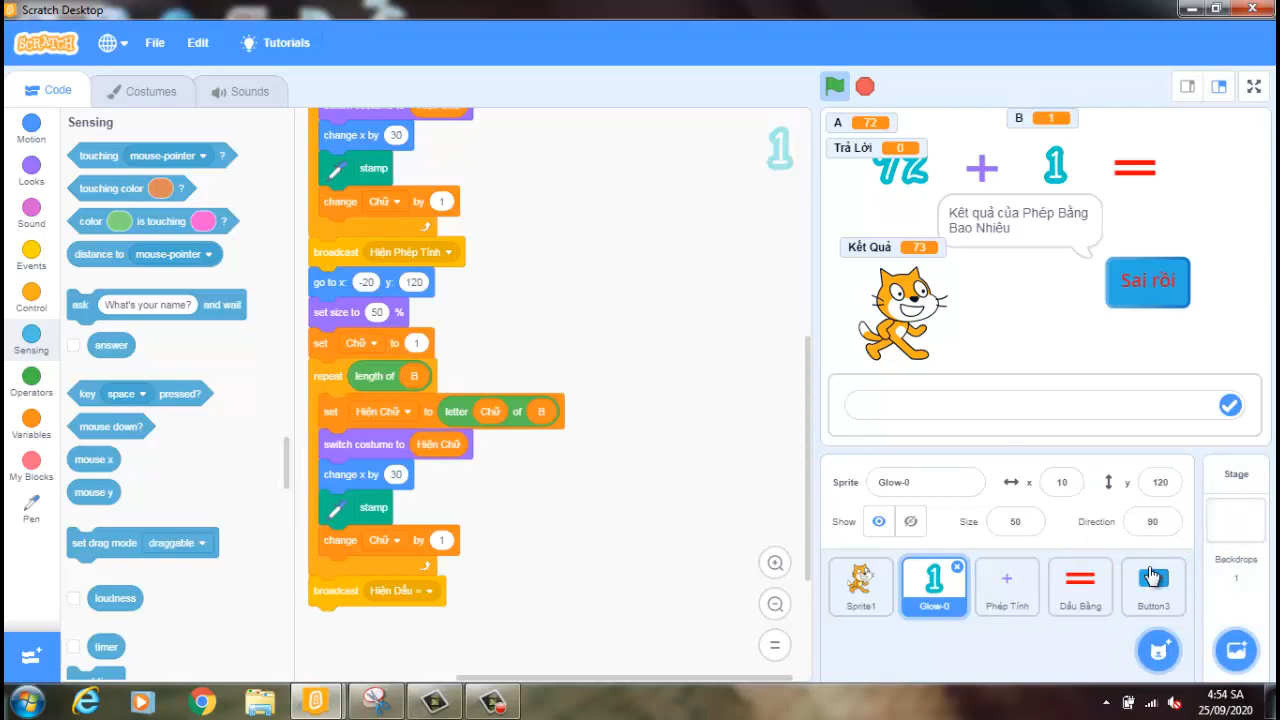 Scratch Desktop
SCRATCH File Edit Tutorials
Code Costumes Sounds
Motion
Looks
Sound
Events
Control
Sensing
Operators
Variables
My Blocks
Pen
Sensing
touching mouse-pointer ?
touching color ?
color is touching ?
distance to mouse-pointer
ask What's your name? and wait
answer
key space pressed?
mouse down?
mouse x
mouse y
set drag mode draggable
loudness
timer
change x by 30
stamp
change Chữ by 1
broadcast Hiện Phép Tính
go to x: -20 y: 120
set size to 50 %
set Chữ to 1
repeat length of B
set Hiện Chữ to letter Chữ of B
switch costume to Hiện Chữ
change x by 30
stamp
change Chữ by 1
broadcast Hiện Dấu =
1
A 72
B 1
Trả Lời 0
72 + 1 =
Kêt quả của Phép Bằng
Bao Nhiêu
Kết Quả 73
Sai rồi
Sprite Glow-0 x 10 y 120
Show Size 50 Direction 90
Sprite1
1
Glow-0
+
Phép Tính
Dấu Bằng
Button3
Stage
Backdrops
1
4:54 SA
25/09/2020